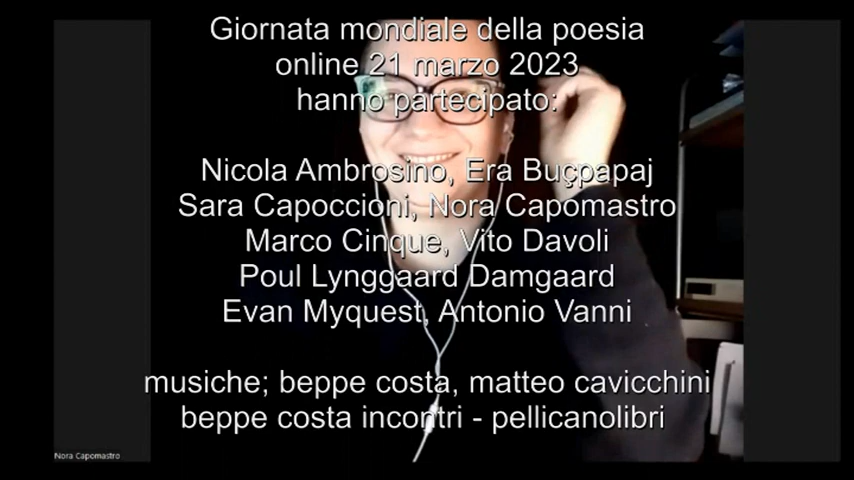 Giornata mondiale della poesia
online 21 marzo 2023
hanno partecipato:
Nicola Ambrosino, Era Buçpapaj
Sara Capoccioni, Nora Capomastro
Marco Cinque, Vito Davoli
Poul Lynggaard Damgaard
Evan Myquest, Antonio Vanni
musiche; beppe costa, matteo cavicchini
beppe costa incontri - pellicanolibri
Nora Capomastro